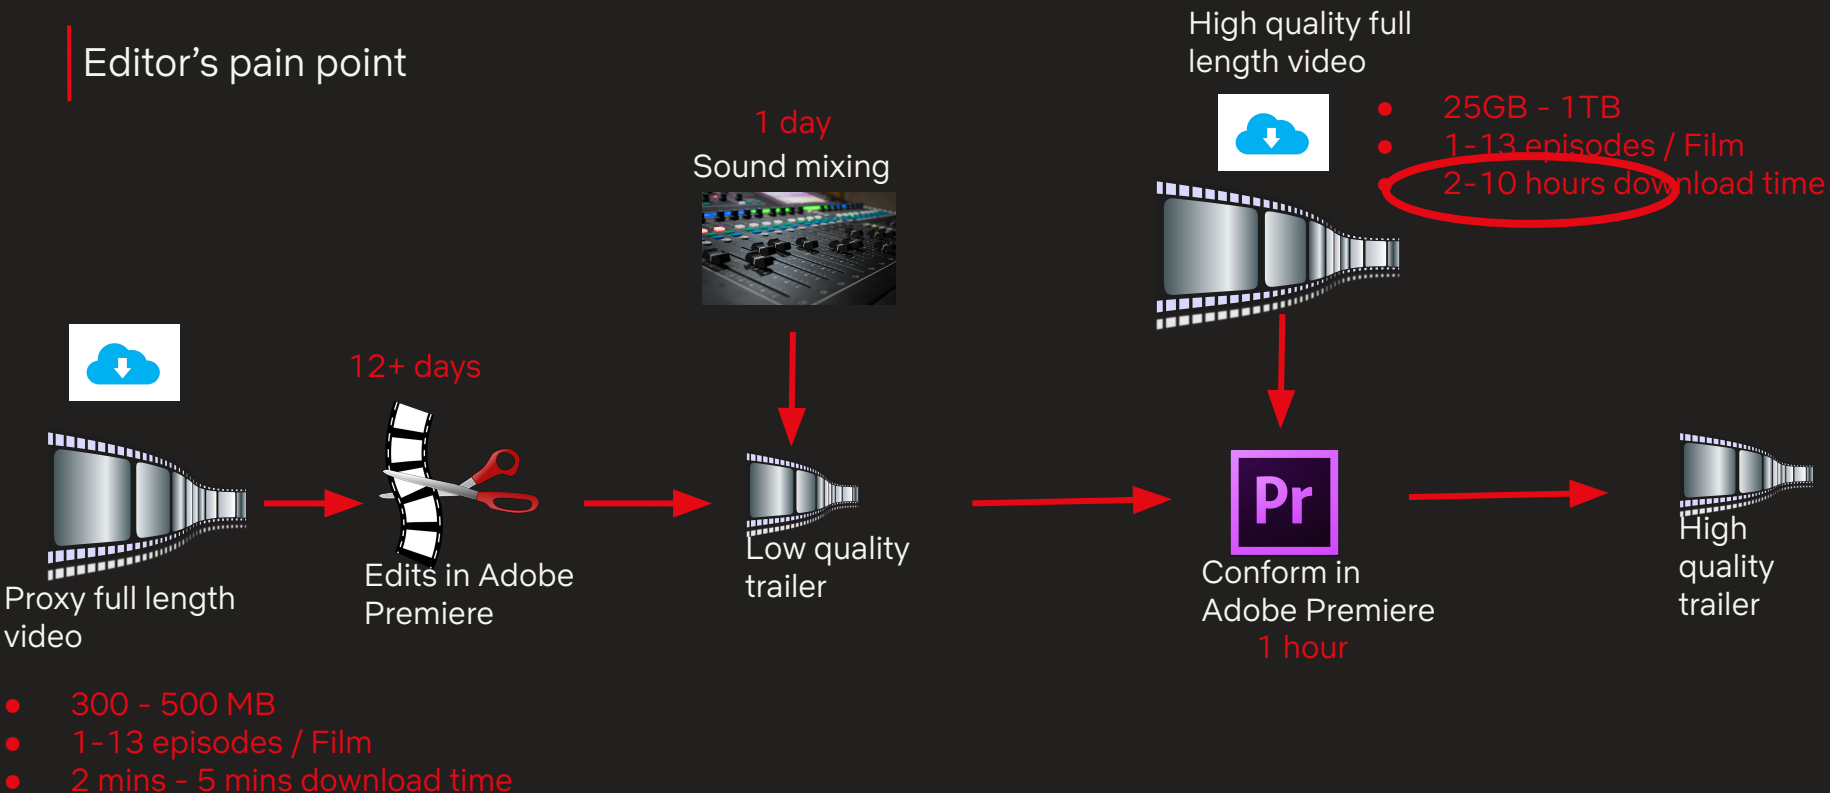 Editor's pain point
High quality full
length video
● 25GB - 1TB
● 1-13 episodes / Film
● 2-10 hours download time
1 day
Sound mixing
12+ days
Proxy full length
video
Edits in Adobe
Premiere
Low quality
trailer
Pr
Conform in
Adobe Premiere
1 hour
High
quality
trailer
● 300 - 500 MB
● 1-13 episodes / Film
● 2 mins - 5 mins download time